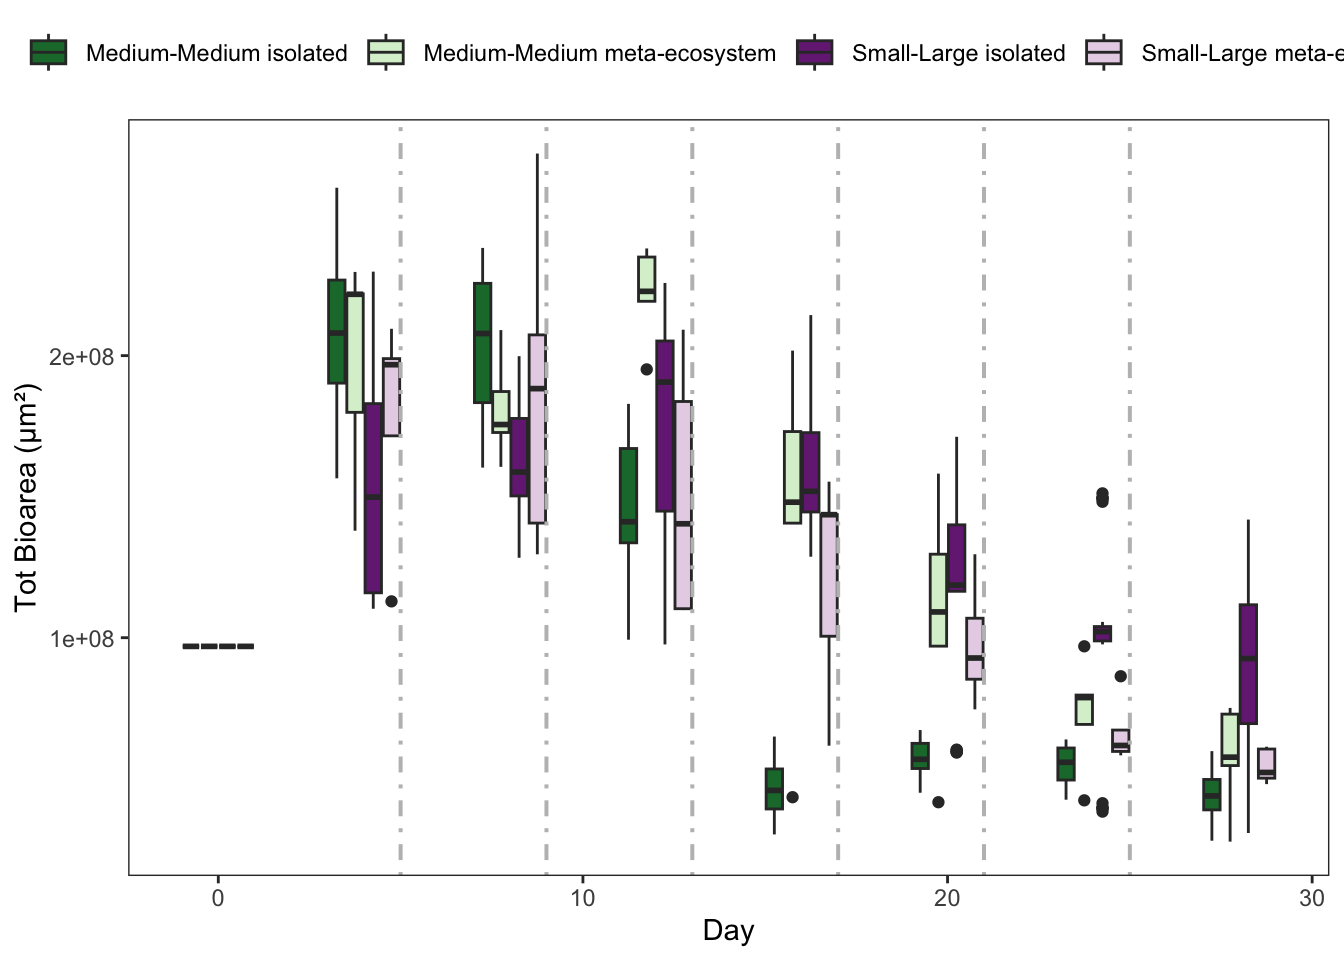 Medium-Medium isolated Medium-Medium meta-ecosystem Small-Large isolated Small-Large meta-e
Tot Bioarea (μm²)
2e+08
1e+08
0 10 20 30
Day